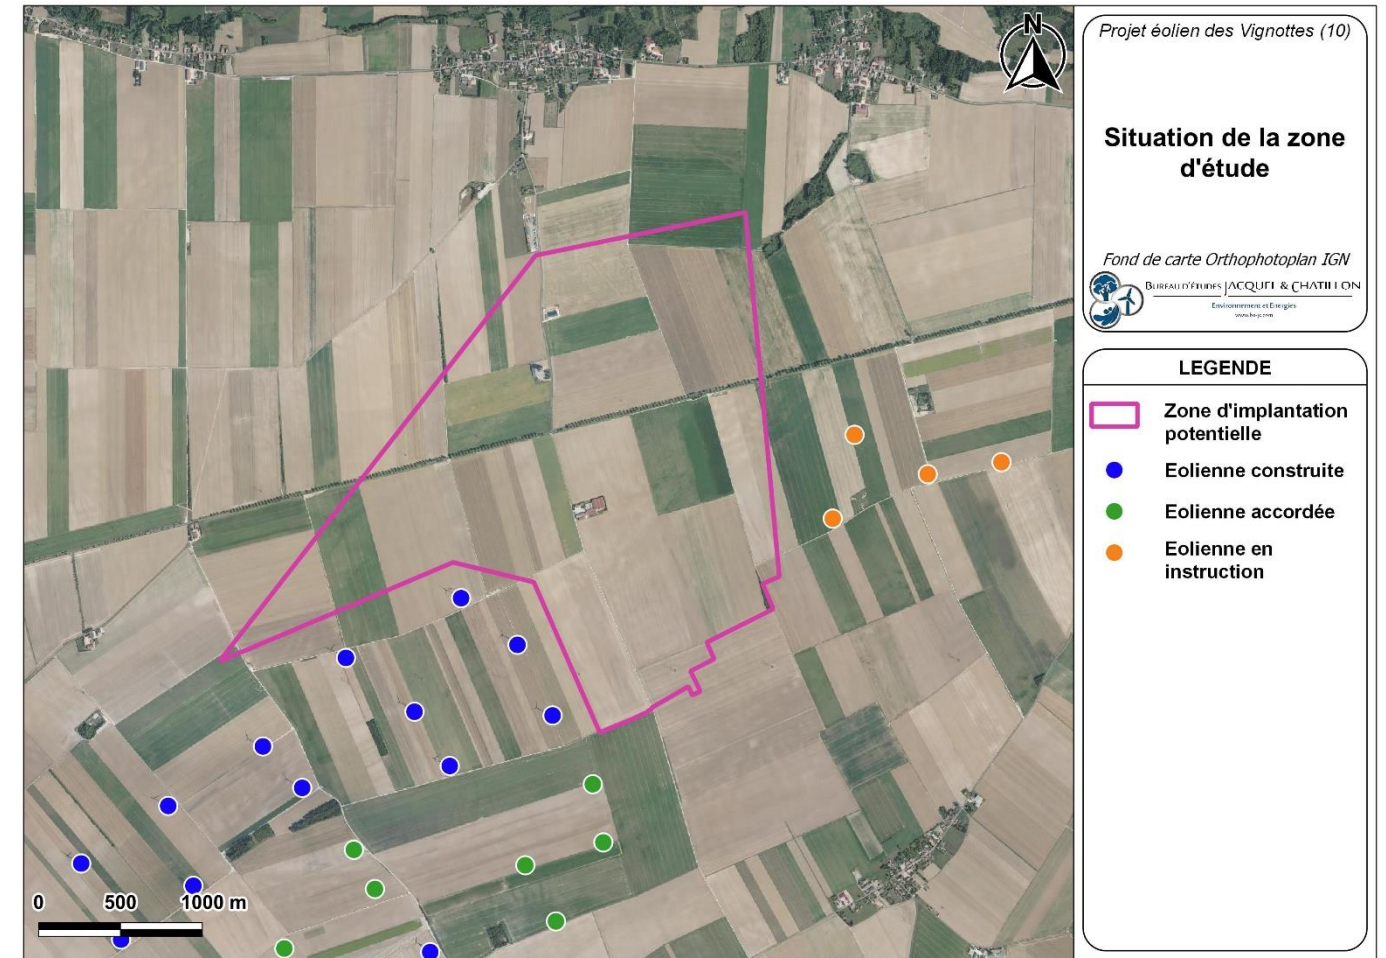 N
Projet éolien des Vignottes (10)
Situation de la zone
d'étude
Fond de carte Orthophotoplan IGN
BUREAU D'ÉTUDES JACQUEL & CHATILLON
Environnement et Energies
LEGENDE
Zone d'implantation
potentielle
Eolienne construite
Eolienne accordée
Eolienne en
instruction
0 500 1000 m